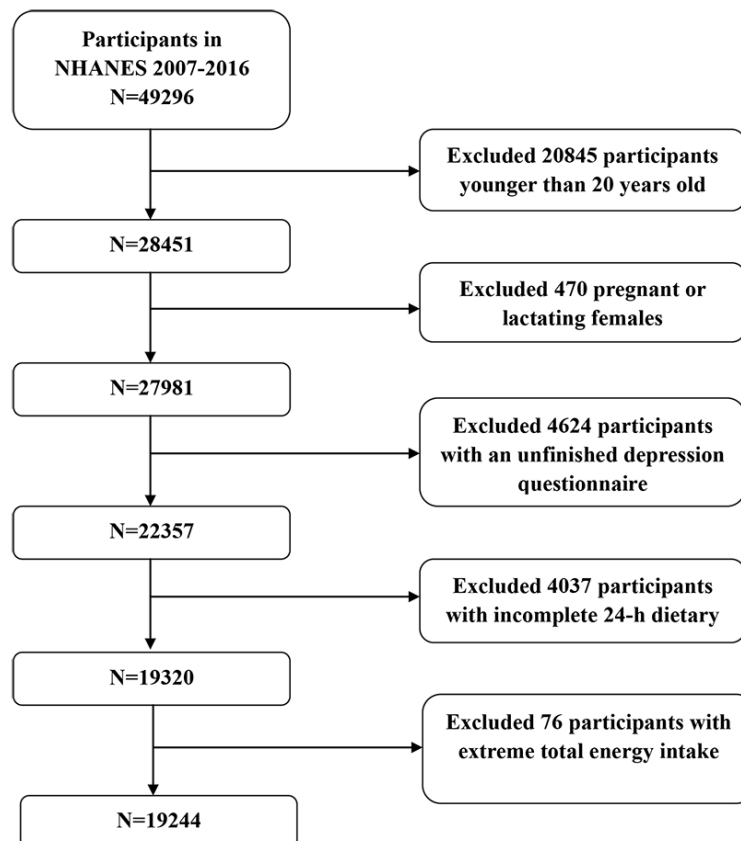 Participants in
NHANES 2007-2016
N=49296
Excluded 20845 participants
younger than 20 years old
N=28451
Excluded 470 pregnant or
lactating females
N=27981
Excluded 4624 participants
with an unfinished depression
questionnaire
N=22357
Excluded 4037 participants
with incomplete 24-h dietary
N=19320
Excluded 76 participants with
extreme total energy intake
N=19244